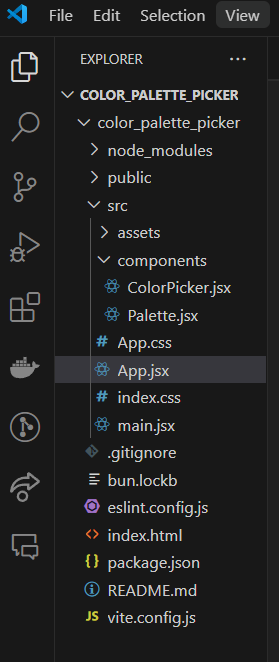 File Edit Selection View
EXPLORER ...
COLOR_PALETTE_PICKER
color_palette_picker
node_modules
public
src
assets
components
ColorPicker.jsx
Palette.jsx
# App.css
App.jsx
# index.css
main.jsx
.gitignore
bun.lockb
eslint.config.js
<> index.html
{ } package.json
README.md
JS vite.config.js